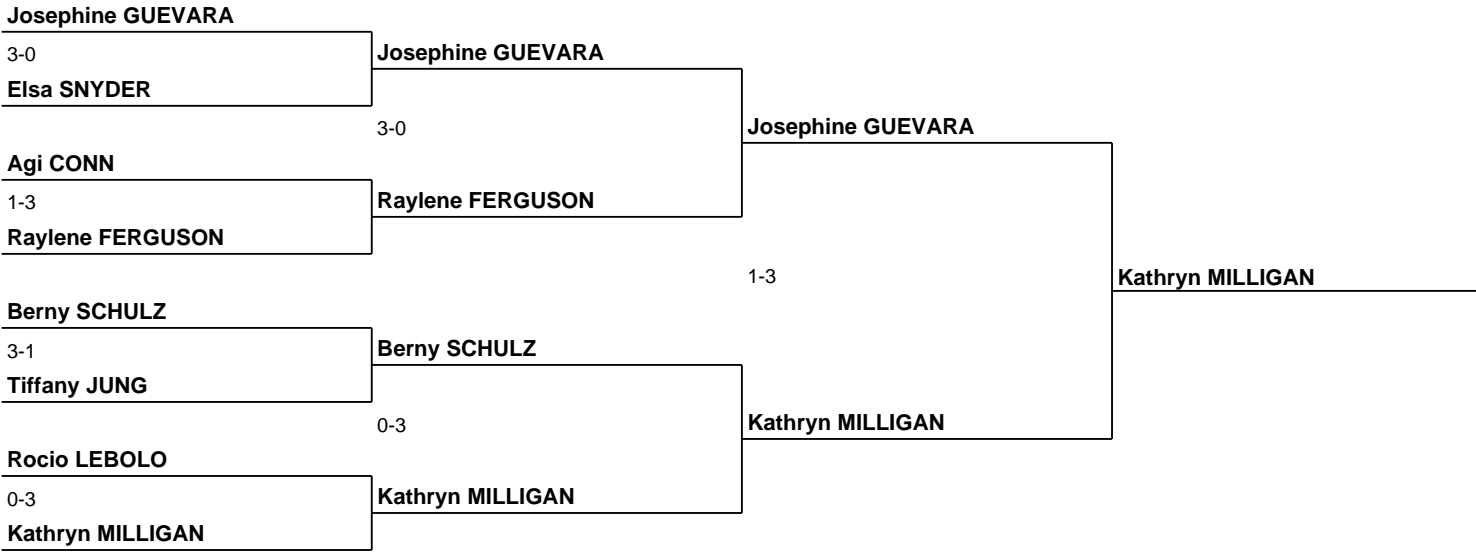 Josephine GUEVARA
3-0
Josephine GUEVARA
Elsa SNYDER
3-0
Josephine GUEVARA
Agi CONN
1-3
Raylene FERGUSON
Raylene FERGUSON
1-3
Kathryn MILLIGAN
Berny SCHULZ
3-1
Berny SCHULZ
Tiffany JUNG
0-3
Kathryn MILLIGAN
Rocio LEBOLO
0-3
Kathryn MILLIGAN
Kathryn MILLIGAN